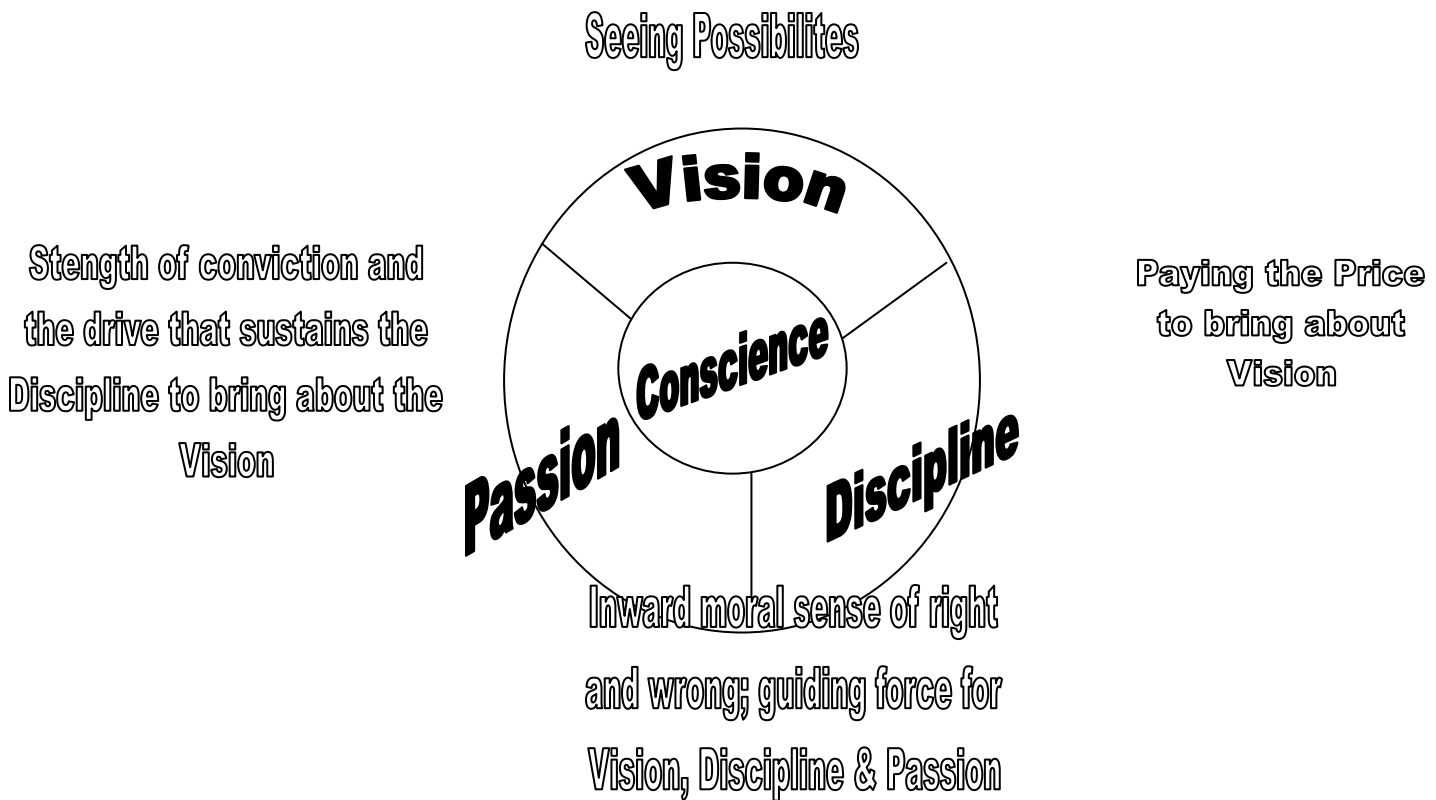 Seeing Possibilites
Vision
Stength of conviction and
the drive that sustains the
Discipline to bring about the
Vision
Paying the Price
to bring about
Vision
Conscience
Passion
Discipline
Inward moral sense of right
and wrong; guiding force for
Vision, Discipline & Passion